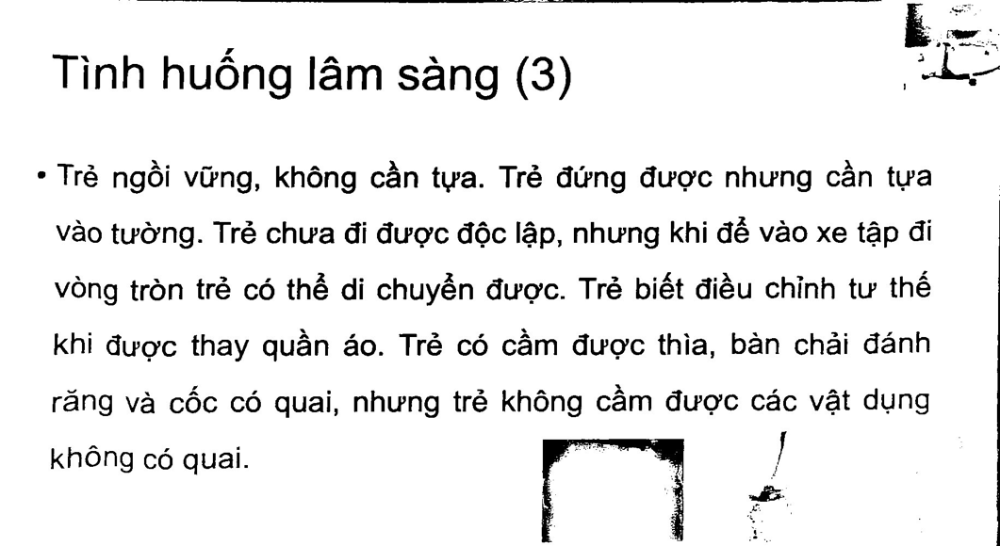 Tình huống lâm sàng (3)
• Trẻ ngồi vững, không cần tựa. Trẻ đứng được nhưng cần tựa
vào tường. Trẻ chưa đi được độc lập, nhưng khi để vào xe tập đi
vòng tròn trẻ có thể di chuyển được. Trẻ biết điều chỉnh tư thế
khi được thay quần áo. Trẻ có cầm được thìa, bàn chải đánh
răng và cốc có quai, nhưng trẻ không cầm được các vật dụng
không có quai.